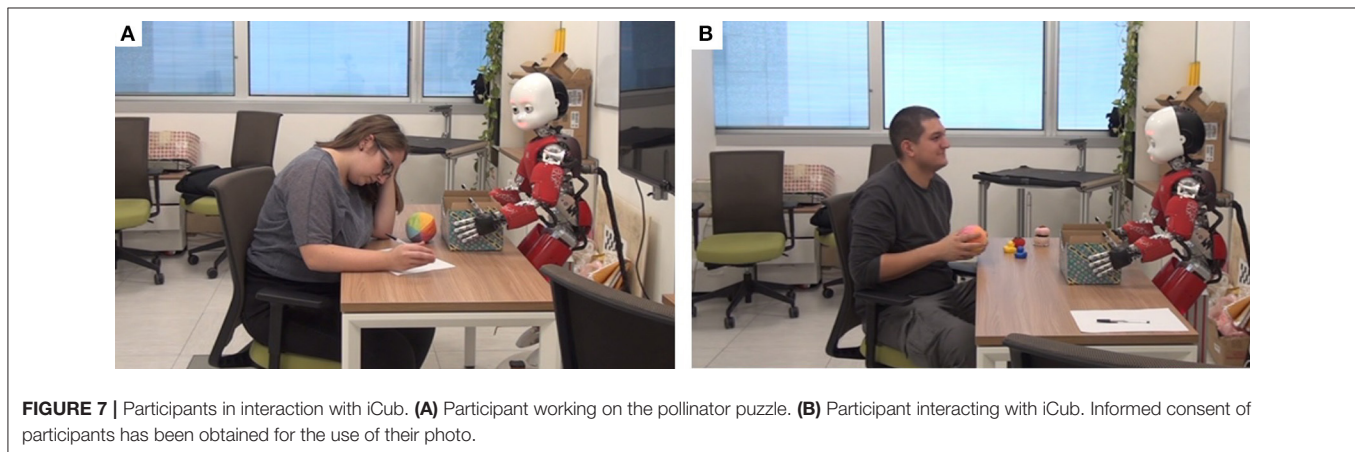 A
B
FIGURE 7 | Participants in interaction with iCub. (A) Participant working on the pollinator puzzle. (B) Participant interacting with iCub. Informed consent of
participants has been obtained for the use of their photo.